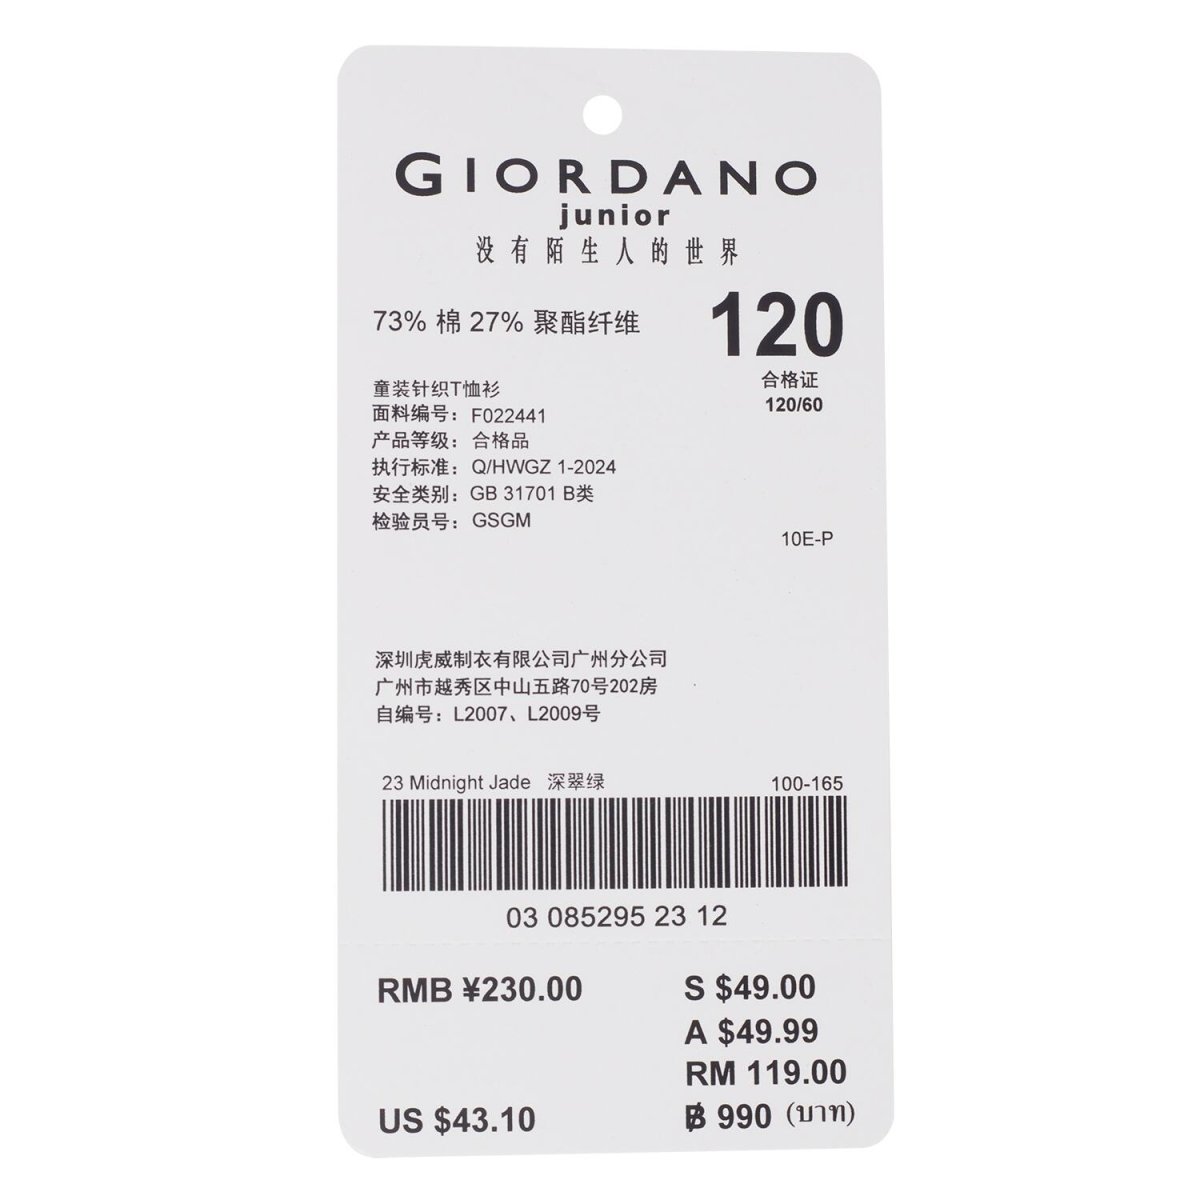 GIORDANO
junior
没有陌生人的世界
73% 棉 27% 聚酯纤维
120
合格证
120/60
童装针织T恤衫
面料编号： F022441
产品等级： 合格品
执行标准： Q/HWGZ 1-2024
安全类别： GB 31701 B类
检验员号： GSGM
10E-P
深圳虎威制衣有限公司广州分公司
广州市越秀区中山五路70号202房
自编号：L2007、L2009号
23 Midnight Jade 深翠绿 100-165
03 085295 23 12
RMB ¥230.00
S $49.00
A $49.99
RM 119.00
US $43.10
฿ 990 (บาท)